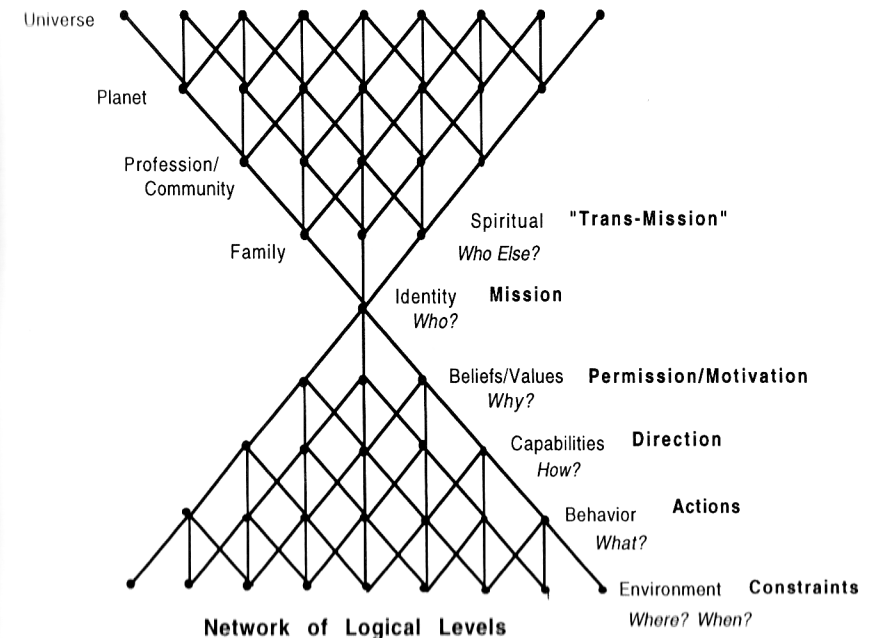 Universe
Planet
Profession/
Community
Family
Spiritual "Trans-Mission"
Who Else?
Identity Mission
Who?
Beliefs/Values Permission/Motivation
Why?
Capabilities Direction
How?
Behavior Actions
What?
Environment Constraints
Where? When?
Network of Logical Levels